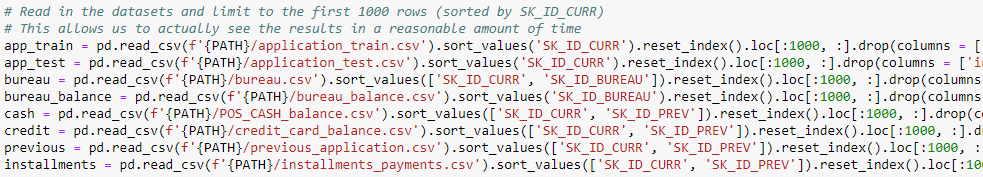 # Read in the datasets and limit to the first 1000 rows (sorted by SK_ID_CURR)
# This allows us to actually see the results in a reasonable amount of time
app_train = pd.read_csv(f'{PATH}/application_train.csv').sort_values('SK_ID_CURR').reset_index().loc[:1000, :].drop(columns = [
app_test = pd.read_csv(f'{PATH}/application_test.csv').sort_values('SK_ID_CURR').reset_index().loc[:1000, :].drop(columns = ['i
bureau = pd.read_csv(f'{PATH}/bureau.csv').sort_values(['SK_ID_CURR', 'SK_ID_BUREAU']).reset_index().loc[:1000, :].drop(columns
bureau_balance = pd.read_csv(f'{PATH}/bureau_balance.csv').sort_values('SK_ID_BUREAU').reset_index().loc[:1000, :].drop(columns
cash = pd.read_csv(f'{PATH}/POS_CASH_balance.csv').sort_values(['SK_ID_CURR', 'SK_ID_PREV']).reset_index().loc[:1000, :].drop(c
credit = pd.read_csv(f'{PATH}/credit_card_balance.csv').sort_values(['SK_ID_CURR', 'SK_ID_PREV']).reset_index().loc[:1000, :].d
previous = pd.read_csv(f'{PATH}/previous_application.csv').sort_values(['SK_ID_CURR', 'SK_ID_PREV']).reset_index().loc[:1000, :
installments = pd.read_csv(f'{PATH}/installments_payments.csv').sort_values(['SK_ID_CURR', 'SK_ID_PREV']).reset_index().loc[:10